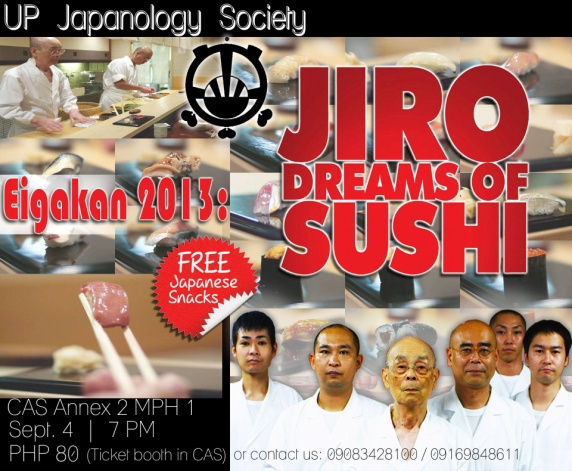 UP Japanology Society
JIRO
DREAMS OF
SUSHI
Eigakan 2013:
FREE
Japanese
Snacks
CAS Annex 2 MPH 1
Sept. 4 | 7 PM
PHP 80 (Ticket booth in CAS) or contact us: 09083428100 / 09169848611